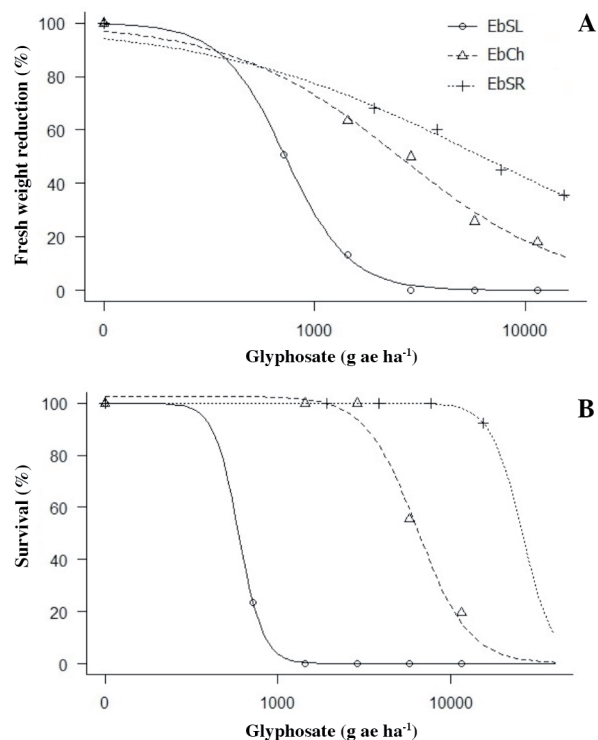 A
EbSL
EbCh
EbSR
Fresh weight reduction (%)
100
80
60
40
20
0
0 1000 10000
Glyphosate (g ae ha-1)
B
Survival (%)
100
80
60
40
20
0
0 1000 10000
Glyphosate (g ae ha-1)